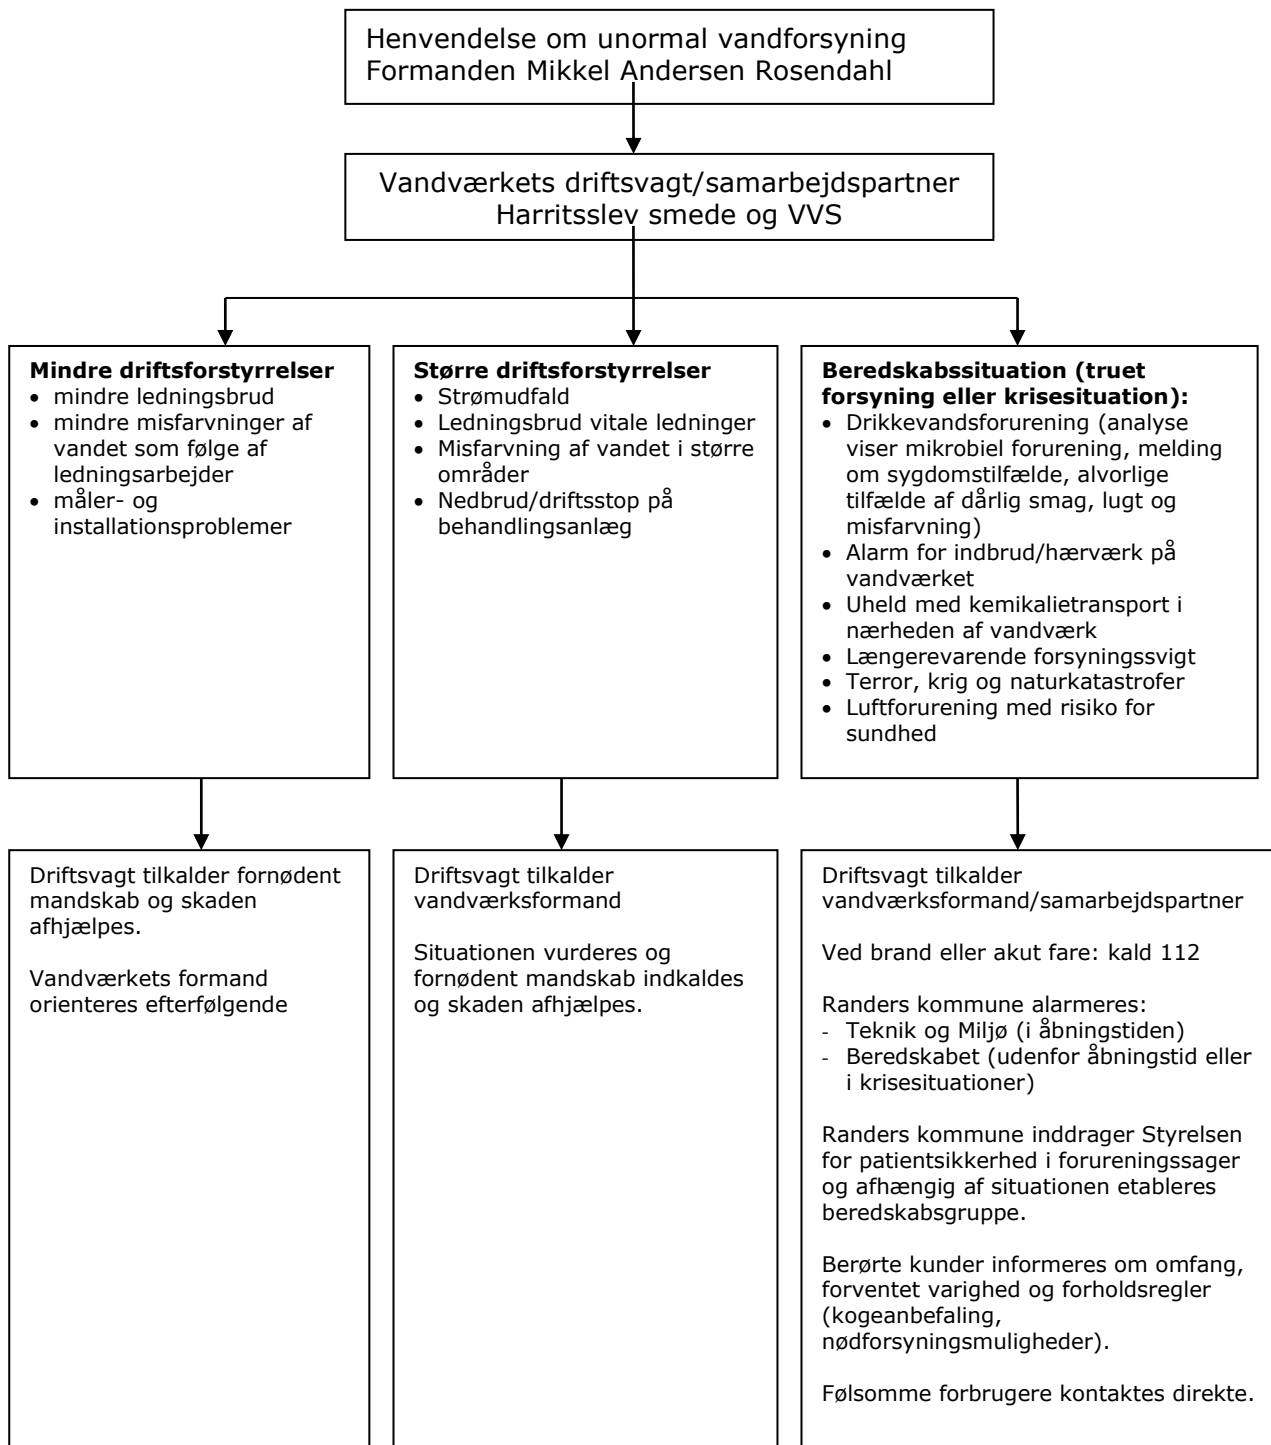 Henvendelse om unormal vandforsyning
Formanden Mikkel Andersen Rosendahl
Vandværkets driftsvagt/samarbejdspartner
Harritsslev smede og VVS
Mindre driftsforstyrrelser
• mindre ledningsbrud
• mindre misfarvninger af
vandet som følge af
ledningsarbejder
• måler- og
installationsproblemer
Større driftsforstyrrelser
• Strømudfald
• Ledningsbrud vitale ledninger
• Misfarvning af vandet i større
områder
• Nedbrud/driftsstop på
behandlingsanlæg
Beredskabssituation (truet
forsyning eller krisesituation):
• Drikkevandsforurening (analyse
viser mikrobiel forurening, melding
om sygdomstilfælde, alvorlige
tilfælde af dårlig smag, lugt og
misfarvning)
• Alarm for indbrud/hærværk på
vandværket
• Uheld med kemikalietransport i
nærheden af vandværk
• Længerevarende forsyningssvigt
• Terror, krig og naturkatastrofer
• Luftforurening med risiko for
sundhed
Driftsvagt tilkalder fornødent
mandskab og skaden
afhjælpes.
Vandværkets formand
orienteres efterfølgende
Driftsvagt tilkalder
vandværksformand
Situationen vurderes og
fornødent mandskab indkaldes
og skaden afhjælpes.
Driftsvagt tilkalder
vandværksformand/samarbejdspartner
Ved brand eller akut fare: kald 112
Randers kommune alarmeres:
- Teknik og Miljø (i åbningstiden)
- Beredskabet (udenfor åbningstid eller
i krisesituationer)
Randers kommune inddrager Styrelsen
for patientsikkerhed i forureningssager
og afhængig af situationen etableres
beredskabsgruppe.
Berørte kunder informeres om omfang,
forventet varighed og forholdsregler
(kogeanbefaling,
nødforsyningsmuligheder).
Følsomme forbrugere kontaktes direkte.